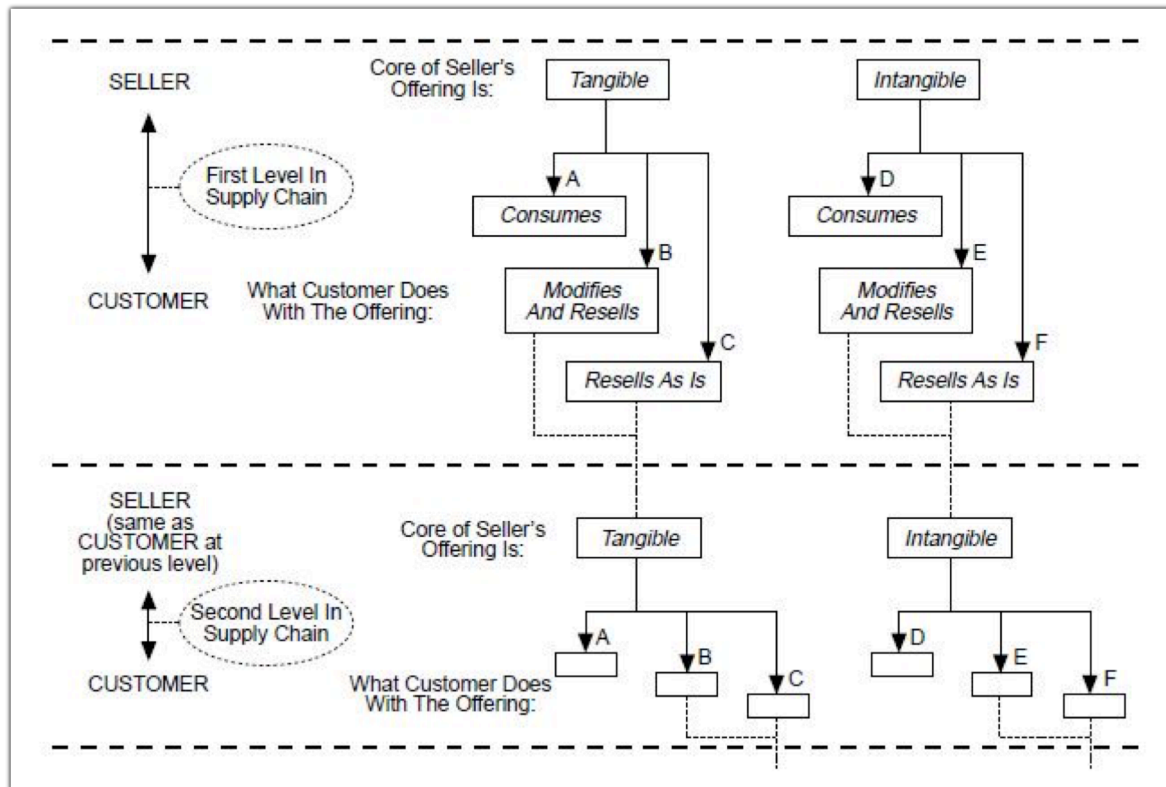 Core of Seller's
Offering Is:
Tangible
Intangible
SELLER
First Level In
Supply Chain
A
D
Consumes
Consumes
B
E
CUSTOMER
What Customer Does
With The Offering:
Modifies
And Resells
Modifies
And Resells
C
F
Resells As Is
Resells As Is
SELLER
(same as
CUSTOMER at
previous level)
Core of Seller's
Offering Is:
Tangible
Intangible
Second Level In
Supply Chain
A
D
B
E
C
F
CUSTOMER
What Customer Does
With The Offering: